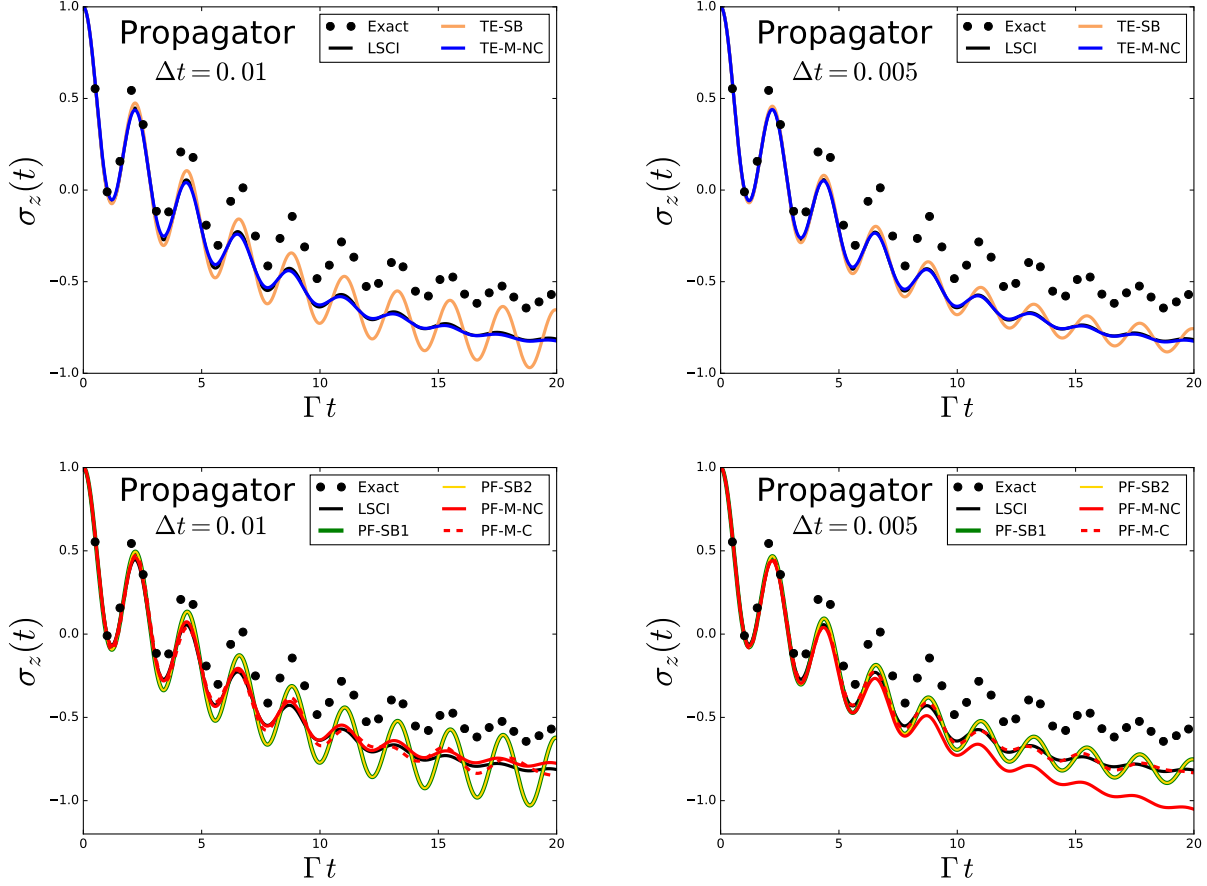 Propagator
Δt = 0.01
Exact
LSCI
TE-SB
TE-M-NC
1.0
0.5
0.0
−0.5
−1.0
σz(t)
0 5 10 15 20
Γ t
Propagator
Δt = 0.005
Exact
LSCI
TE-SB
TE-M-NC
1.0
0.5
0.0
−0.5
−1.0
σz(t)
0 5 10 15 20
Γ t
Propagator
Δt = 0.01
Exact
LSCI
PF-SB1
PF-SB2
PF-M-NC
PF-M-C
1.0
0.5
0.0
−0.5
−1.0
σz(t)
0 5 10 15 20
Γ t
Propagator
Δt = 0.005
Exact
LSCI
PF-SB1
PF-SB2
PF-M-NC
PF-M-C
1.0
0.5
0.0
−0.5
−1.0
σz(t)
0 5 10 15 20
Γ t